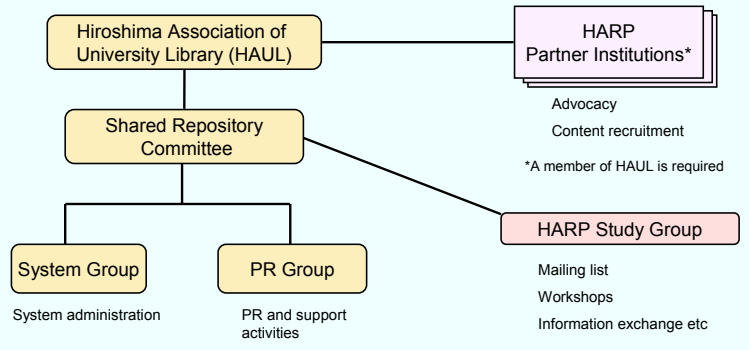 Hiroshima Association of
University Library (HAUL)
HARP
Partner Institutions*
Advocacy
Content recruitment
*A member of HAUL is required
Shared Repository
Committee
HARP Study Group
Mailing list
Workshops
Information exchange etc
System Group
System administration
PR Group
PR and support
activities